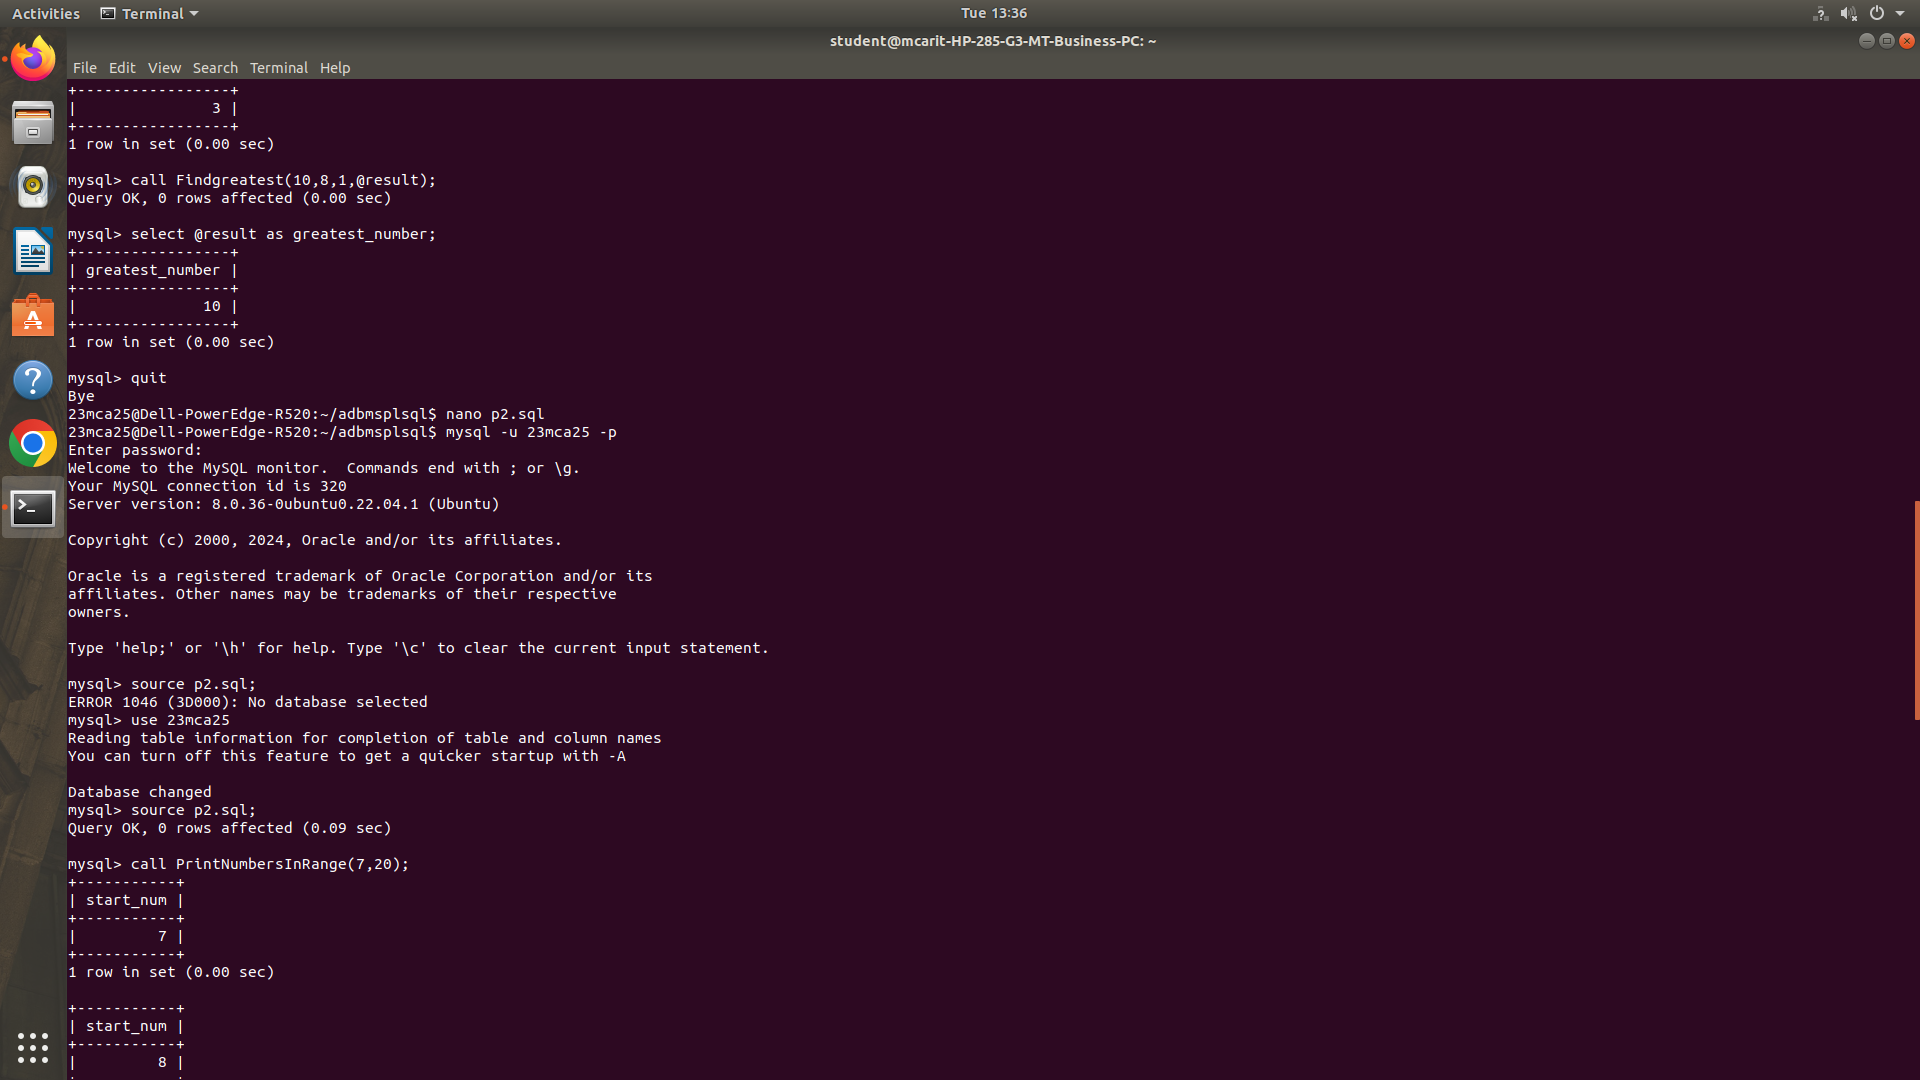 Activities Terminal Tue 13:36
student@mcarit-HP-285-G3-MT-Business-PC: ~
File Edit View Search Terminal Help
+-----------------+
|               3 |
+-----------------+
1 row in set (0.00 sec)
mysql> call Findgreatest(10,8,1,@result);
Query OK, 0 rows affected (0.00 sec)
mysql> select @result as greatest_number;
+-----------------+
| greatest_number |
+-----------------+
|              10 |
+-----------------+
1 row in set (0.00 sec)
mysql> quit
Bye
23mca25@Dell-PowerEdge-R520:~/adbmsplsql$ nano p2.sql
23mca25@Dell-PowerEdge-R520:~/adbmsplsql$ mysql -u 23mca25 -p
Enter password:
Welcome to the MySQL monitor.  Commands end with ; or \g.
Your MySQL connection id is 320
Server version: 8.0.36-0ubuntu0.22.04.1 (Ubuntu)
Copyright (c) 2000, 2024, Oracle and/or its affiliates.
Oracle is a registered trademark of Oracle Corporation and/or its
affiliates. Other names may be trademarks of their respective
owners.
Type 'help;' or '\h' for help. Type '\c' to clear the current input statement.
mysql> source p2.sql;
ERROR 1046 (3D000): No database selected
mysql> use 23mca25
Reading table information for completion of table and column names
You can turn off this feature to get a quicker startup with -A
Database changed
mysql> source p2.sql;
Query OK, 0 rows affected (0.09 sec)
mysql> call PrintNumbersInRange(7,20);
+-----------+
| start_num |
+-----------+
|         7 |
+-----------+
1 row in set (0.00 sec)
+-----------+
| start_num |
+-----------+
|         8 |